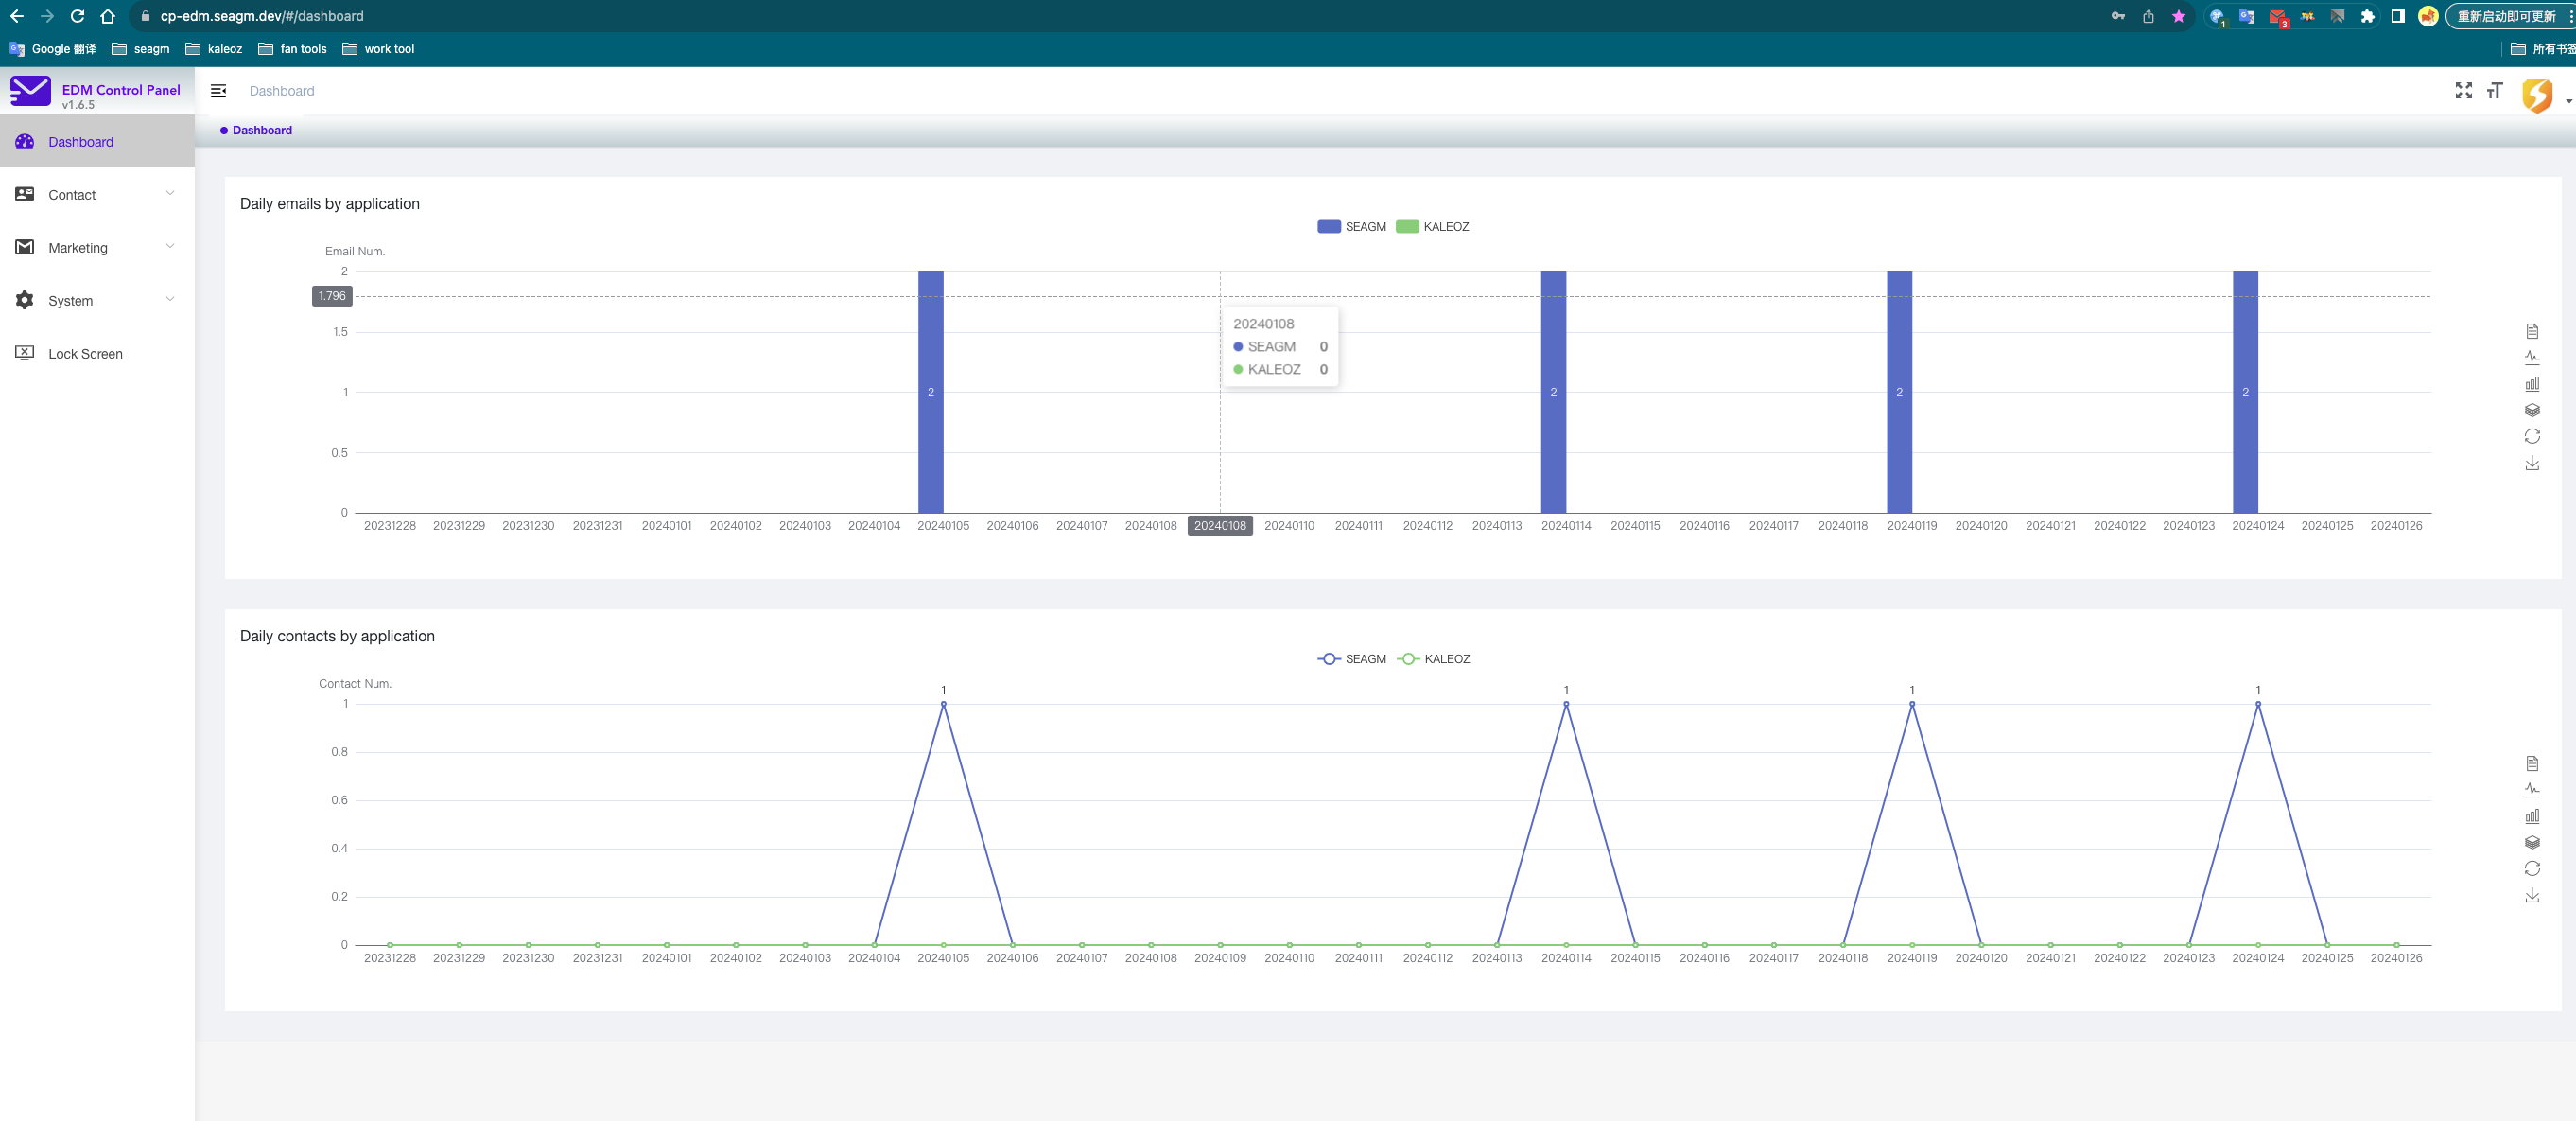 cp-edm.seagm.dev/#/dashboard
重新启动即可更新
Google 翻译 seagm kaleoz fan tools work tool
所有书签
EDM Control Panel
v1.6.5
Dashboard
Dashboard
Dashboard
Contact
Marketing
System
Lock Screen
Daily emails by application
SEAGM KALEOZ
Email Num.
2
1.796
1.5
1
0.5
0
2 2 2 2
20240108
SEAGM 0
KALEOZ 0
20231228 20231229 20231230 20231231 20240101 20240102 20240103 20240104 20240105 20240106 20240107 20240108 20240108 20240110 20240111 20240112 20240113 20240114 20240115 20240116 20240117 20240118 20240119 20240120 20240121 20240122 20240123 20240124 20240125 20240126
Daily contacts by application
SEAGM KALEOZ
Contact Num.
1 1 1 1
1
0.8
0.6
0.4
0.2
0
20231228 20231229 20231230 20231231 20240101 20240102 20240103 20240104 20240105 20240106 20240107 20240108 20240109 20240110 20240111 20240112 20240113 20240114 20240115 20240116 20240117 20240118 20240119 20240120 20240121 20240122 20240123 20240124 20240125 20240126